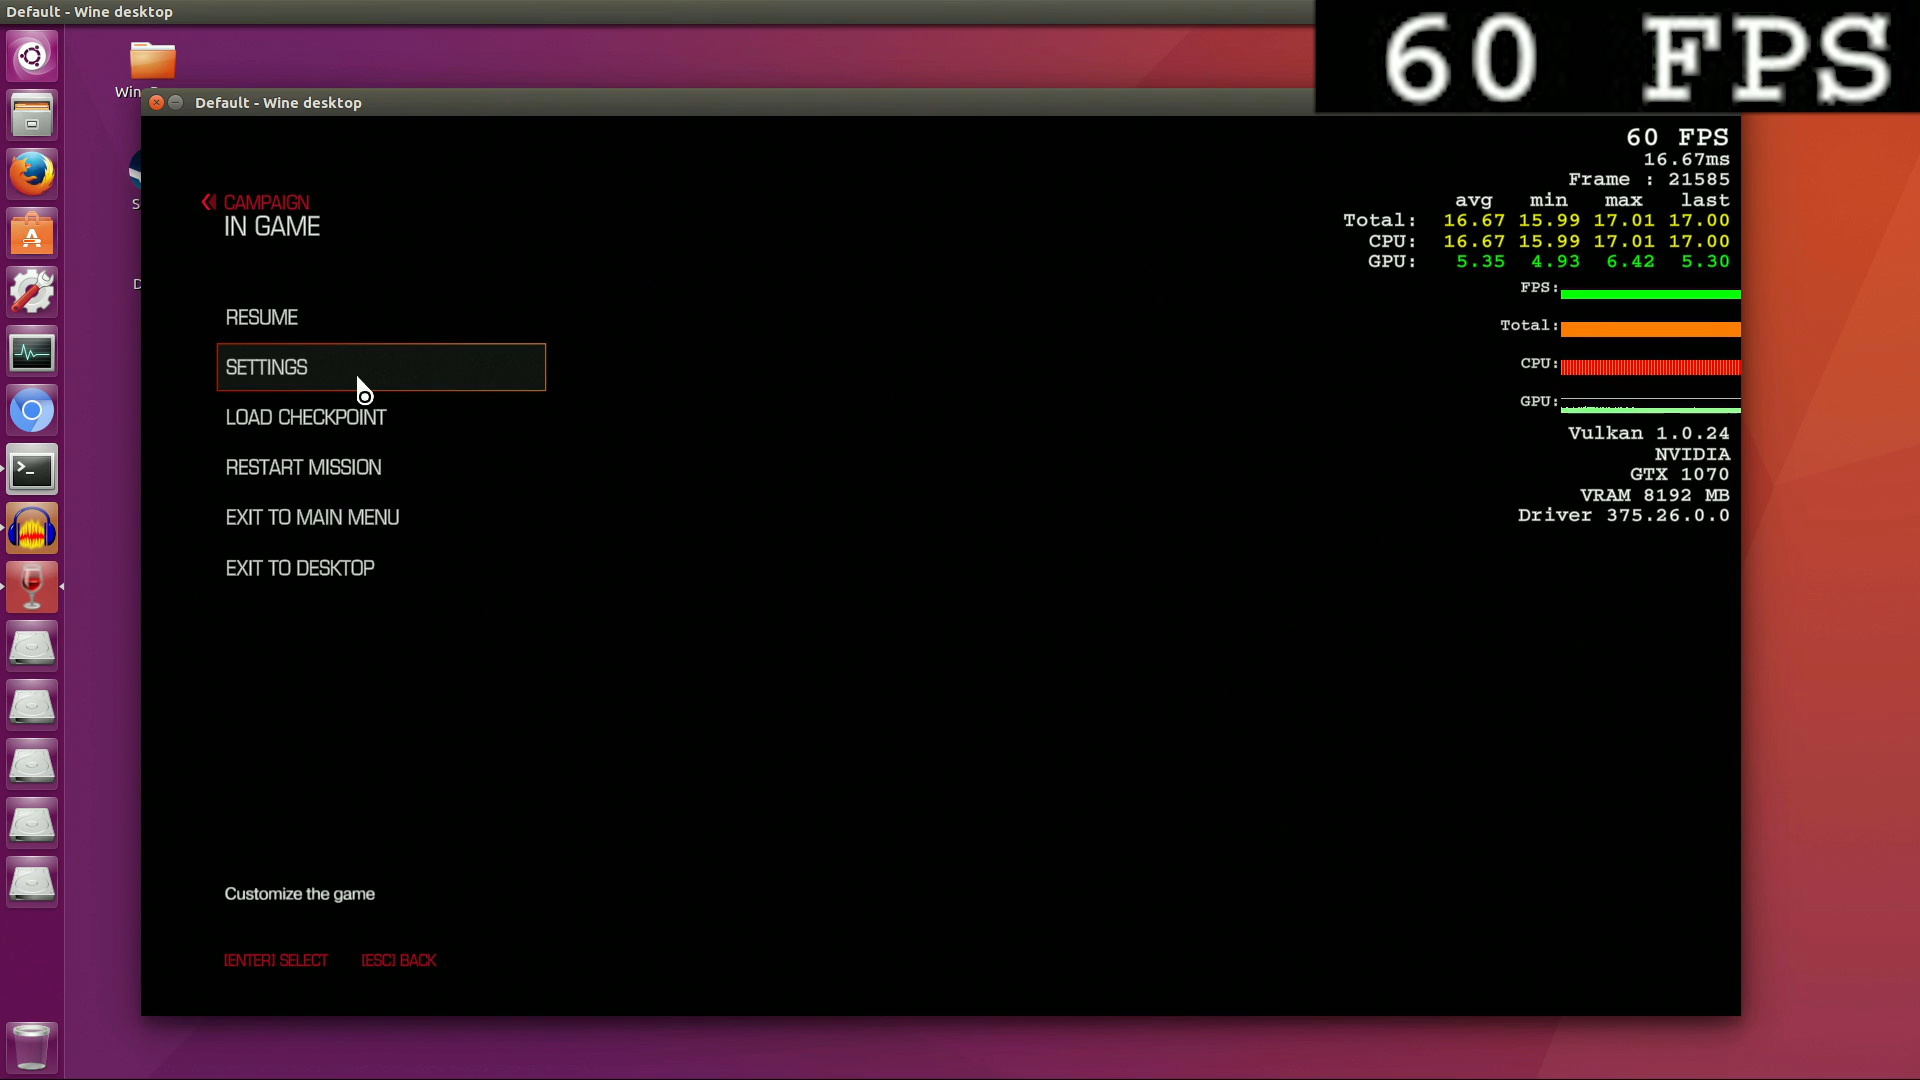 Default - Wine desktop
60 FPS
Win
Default - Wine desktop
60 FPS
16.67ms
Frame : 21585
avg min max last
Total: 16.67 15.99 17.01 17.00
CPU: 16.67 15.99 17.01 17.00
GPU: 5.35 4.93 6.42 5.30
FPS:
Total:
CPU:
GPU:
Vulkan 1.0.24
NVIDIA
GTX 1070
VRAM 8192 MB
Driver 375.26.0.0
S
D
CAMPAIGN
IN GAME
RESUME
SETTINGS
LOAD CHECKPOINT
RESTART MISSION
EXIT TO MAIN MENU
EXIT TO DESKTOP
Customize the game
[ENTER] SELECT [ESC] BACK